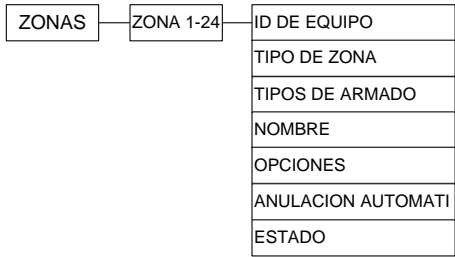 ZONAS
ZONA 1-24
ID DE EQUIPO
TIPO DE ZONA
TIPOS DE ARMADO
NOMBRE
OPCIONES
ANULACION AUTOMATI
ESTADO